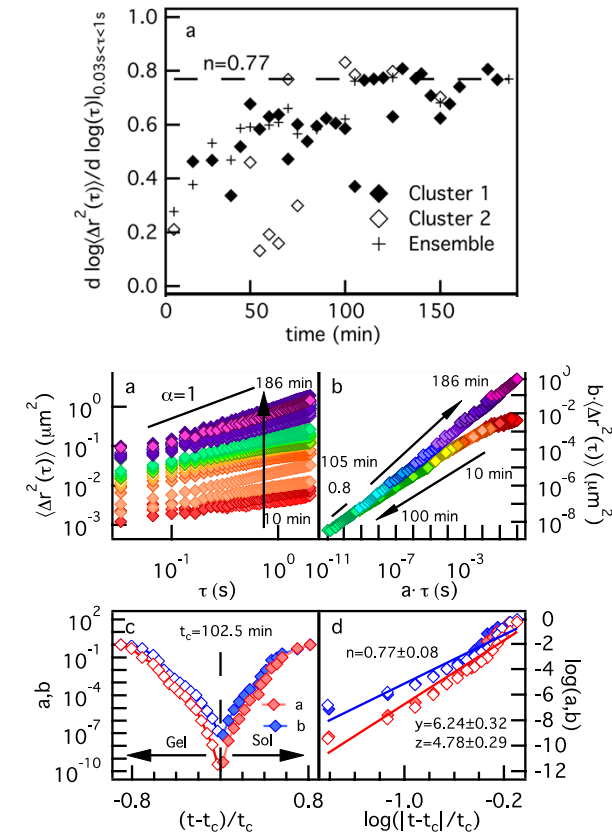 a
n=0.77
d log⟨Δr²(τ)⟩/d log(τ)|0.03s<τ<1s
1.0
0.8
0.6
0.4
0.2
0.0
Cluster 1
Cluster 2
Ensemble
0
50
100
150
time (min)
a
α=1
186 min
10 min
⟨Δr²(τ)⟩ (μm²)
10⁰
10⁻¹
10⁻²
10⁻³
10⁻¹
10⁰
τ (s)
b
186 min
105 min
0.8
10 min
100 min
b·⟨Δr²(τ)⟩ (μm²)
10⁰
10⁻²
10⁻⁴
10⁻⁶
10⁻⁸
10⁻¹¹
10⁻⁷
10⁻³
a· τ (s)
c
t_c=102.5 min
a
b
Gel
Sol
a,b
10²
10⁻¹
10⁻⁴
10⁻⁷
10⁻¹⁰
-0.8
0.8
(t-t_c)/t_c
d
n=0.77±0.08
y=6.24±0.32
z=4.78±0.29
log(a,b)
0
-2
-4
-6
-8
-10
-12
-1.0
-0.2
log(|t-t_c|/t_c)